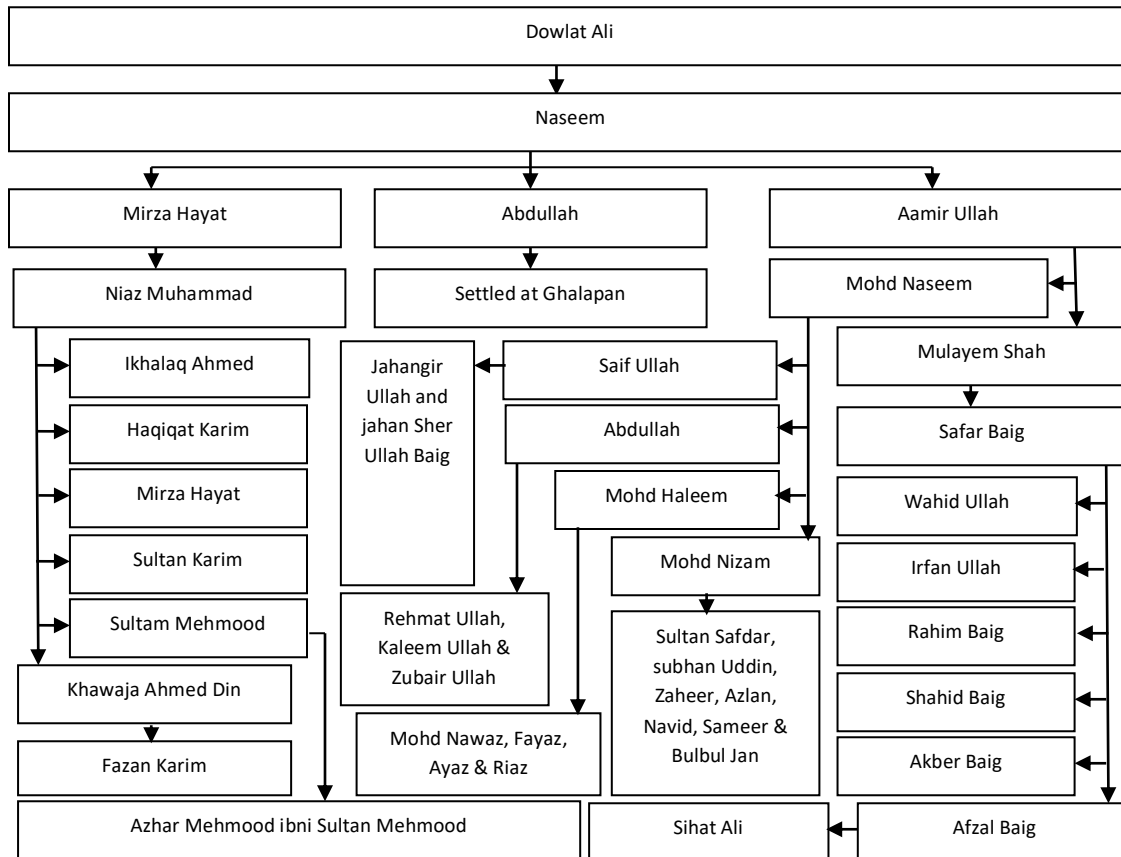 Dowlat Ali
Naseem
Mirza Hayat
Abdullah
Aamir Ullah
Niaz Muhammad
Settled at Ghalapan
Mohd Naseem
Mulayem Shah
Ikhalaq Ahmed
Jahangir
Ullah and
jahan Sher
Ullah Baig
Saif Ullah
Haqiqat Karim
Abdullah
Safar Baig
Mirza Hayat
Mohd Haleem
Wahid Ullah
Sultan Karim
Mohd Nizam
Irfan Ullah
Sultam Mehmood
Rehmat Ullah,
Kaleem Ullah &
Zubair Ullah
Sultan Safdar,
subhan Uddin,
Zaheer, Azlan,
Navid, Sameer &
Bulbul Jan
Rahim Baig
Khawaja Ahmed Din
Shahid Baig
Mohd Nawaz, Fayaz,
Ayaz & Riaz
Fazan Karim
Akber Baig
Azhar Mehmood ibni Sultan Mehmood
Sihat Ali
Afzal Baig